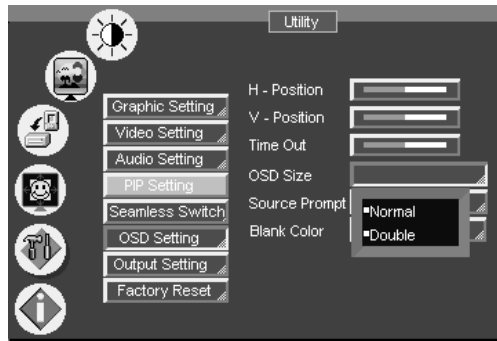 Utility
Graphic Setting
Video Setting
Audio Setting
PIP Setting
Seamless Switch
OSD Setting
Output Setting
Factory Reset
H - Position
V - Position
Time Out
OSD Size
Source Prompt
Blank Color
Normal
Double